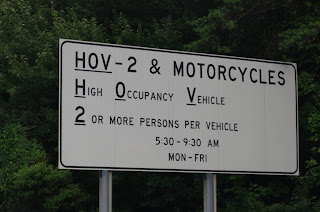 HOV-2 & MOTORCYCLES
HIGH OCCUPANCY VEHICLE
2 OR MORE PERSONS PER VEHICLE
5:30-9:30 AM
MON-FRI